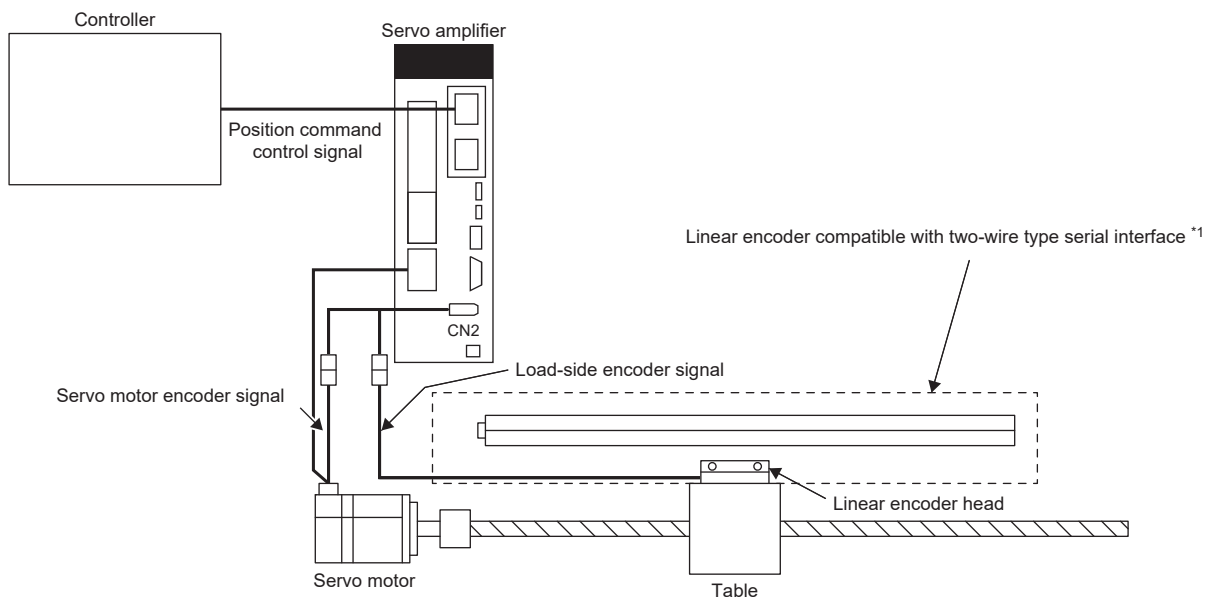 Controller
Servo amplifier
Position command
control signal
Linear encoder compatible with two-wire type serial interface *1
CN2
Load-side encoder signal
Servo motor encoder signal
Linear encoder head
Servo motor
Table